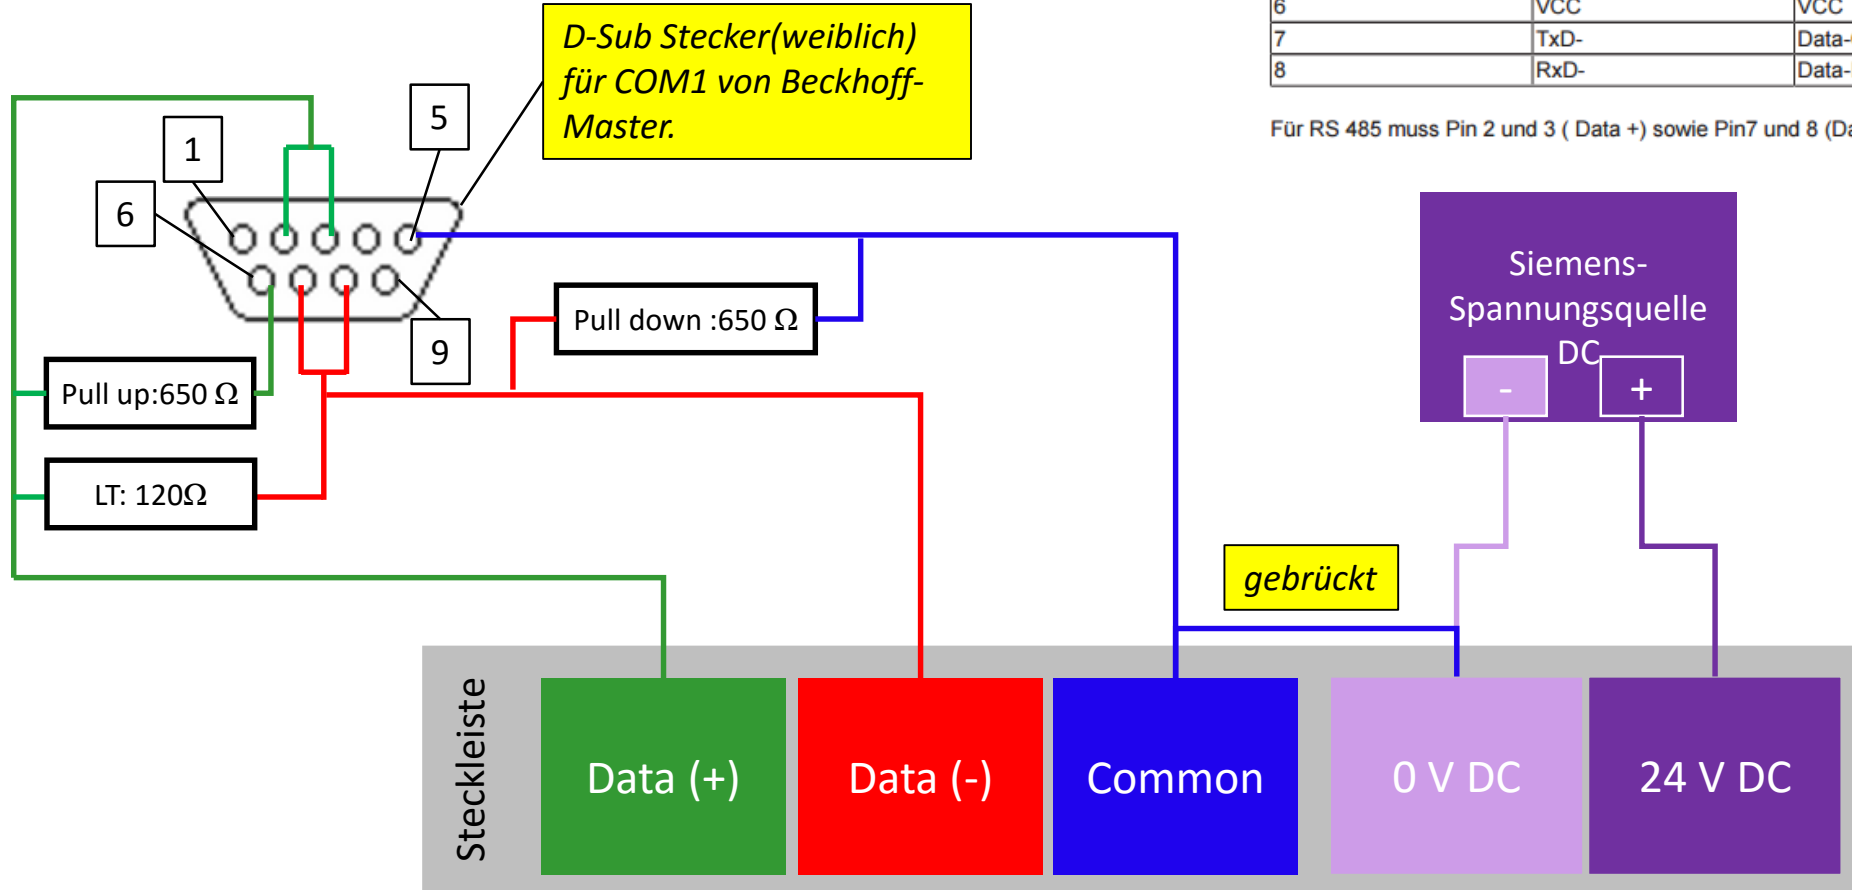 D-Sub Stecker(weiblich)
für COM1 von Beckhoff-
Master.
6 VCC VCC
7 TxD-
8 RxD-
Für RS 485 muss Pin 2 und 3 ( Data +) sowie Pin7 und 8
1
5
6
9
Pull down :650 Ω
Pull up:650 Ω
LT: 120Ω
Siemens-
Spannungsquelle
DC
- +
gebrückt
Steckleiste
Data (+)
Data (-)
Common
0 V DC
24 V DC